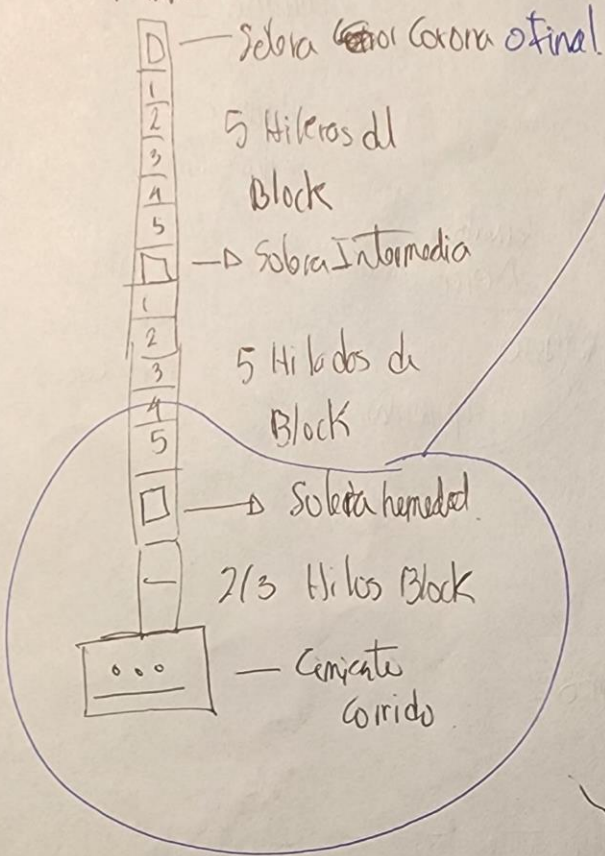 D — Solera Corona o Final
1
2
3
4
5
5 Hileras del
Block
Solera Intermedia
1
2
3
4
5
5 Hiladas de
Block
Solera humedad.
2/3 Hilos Block
Cimiento
Corrido.